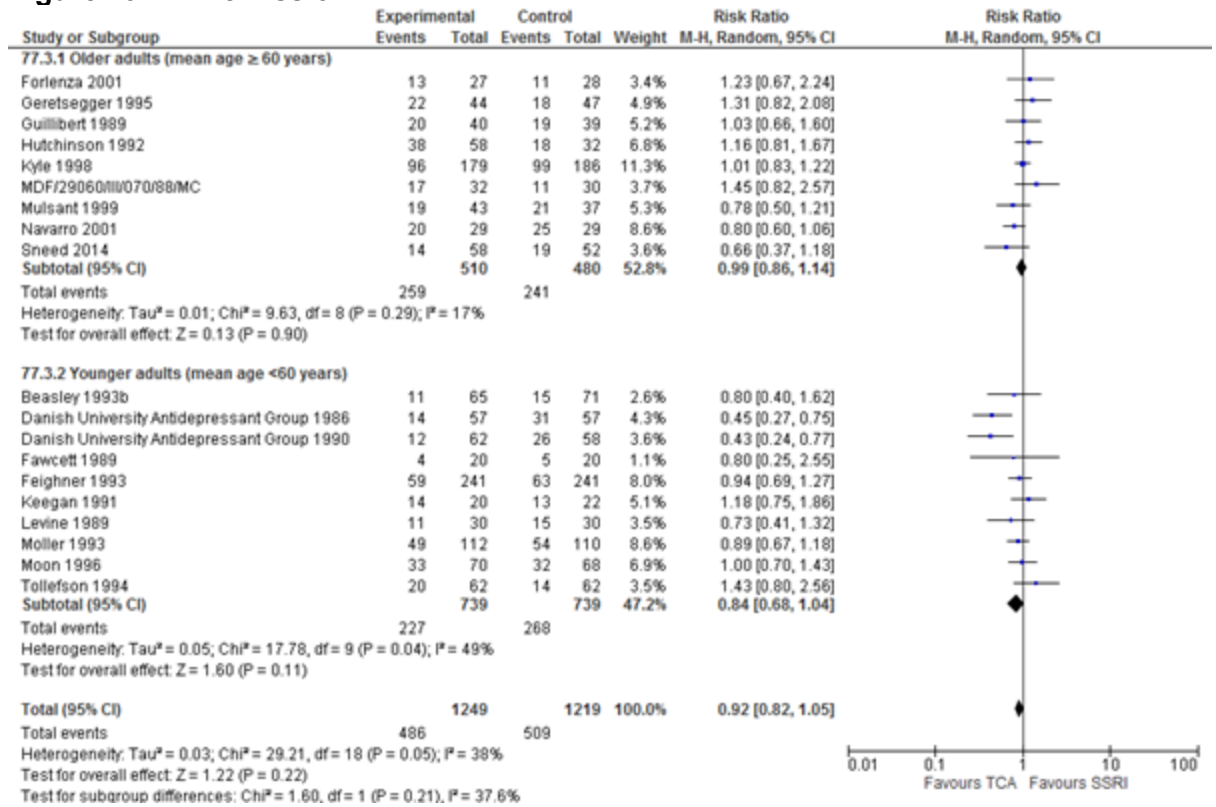 Experimental Control Risk Ratio Risk Ratio
Study or Subgroup Events Total Events Total Weight M-H, Random, 95% CI M-H, Random, 95% CI
77.3.1 Older adults (mean age ≥ 60 years)
Forlenza 2001 13 27 11 28 3.4% 1.23 [0.67, 2.24]
Geretsegger 1995 22 44 18 47 4.9% 1.31 [0.82, 2.08]
Guillibert 1989 20 40 19 39 5.2% 1.03 [0.66, 1.60]
Hutchinson 1992 38 58 18 32 6.8% 1.16 [0.81, 1.67]
Kyle 1998 96 179 99 186 11.3% 1.01 [0.83, 1.22]
MDF/29060/III/070/88/MC 17 32 11 30 3.7% 1.45 [0.82, 2.57]
Mulsant 1999 19 43 21 37 5.3% 0.78 [0.50, 1.21]
Navarro 2001 20 29 25 29 8.6% 0.80 [0.60, 1.06]
Sneed 2014 14 58 19 52 3.6% 0.66 [0.37, 1.18]
Subtotal (95% CI) 510 480 52.8% 0.99 [0.86, 1.14]
Total events 259 241
Heterogeneity: Tau² = 0.01; Chi² = 9.63, df = 8 (P = 0.29); I² = 17%
Test for overall effect: Z = 0.13 (P = 0.90)
77.3.2 Younger adults (mean age <60 years)
Beasley 1993b 11 65 15 71 2.6% 0.80 [0.40, 1.62]
Danish University Antidepressant Group 1986 14 57 31 57 4.3% 0.45 [0.27, 0.75]
Danish University Antidepressant Group 1990 12 62 26 58 3.6% 0.43 [0.24, 0.77]
Fawcett 1989 4 20 5 20 1.1% 0.80 [0.25, 2.55]
Feighner 1993 59 241 63 241 8.0% 0.94 [0.69, 1.27]
Keegan 1991 14 20 13 22 5.1% 1.18 [0.75, 1.86]
Levine 1989 11 30 15 30 3.5% 0.73 [0.41, 1.32]
Moller 1993 49 112 54 110 8.6% 0.89 [0.67, 1.18]
Moon 1996 33 70 32 68 6.9% 1.00 [0.70, 1.43]
Tollefson 1994 20 62 14 62 3.5% 1.43 [0.80, 2.56]
Subtotal (95% CI) 739 739 47.2% 0.84 [0.68, 1.04]
Total events 227 268
Heterogeneity: Tau² = 0.05; Chi² = 17.78, df = 9 (P = 0.04); I² = 49%
Test for overall effect: Z = 1.60 (P = 0.11)
Total (95% CI) 1249 1219 100.0% 0.92 [0.82, 1.05]
Total events 486 509
Heterogeneity: Tau² = 0.03; Chi² = 29.21, df = 18 (P = 0.05); I² = 38%
Test for overall effect: Z = 1.22 (P = 0.22)
Test for subgroup differences: Chi² = 1.60, df = 1 (P = 0.21), I² = 37.6%
0.01 0.1 1 10 100
Favours TCA Favours SSRI